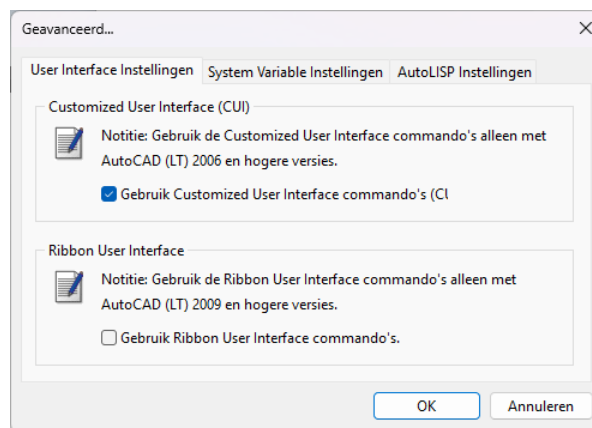 Geavanceerd...
User Interface Instellingen System Variable Instellingen AutoLISP Instellingen
Customized User Interface (CUI)
Notitie: Gebruik de Customized User Interface commando's alleen met
AutoCAD (LT) 2006 en hogere versies.
Gebruik Customized User Interface commando's (CU
Ribbon User Interface
Notitie: Gebruik de Ribbon User Interface commando's alleen met
AutoCAD (LT) 2009 en hogere versies.
Gebruik Ribbon User Interface commando's.
OK Annuleren